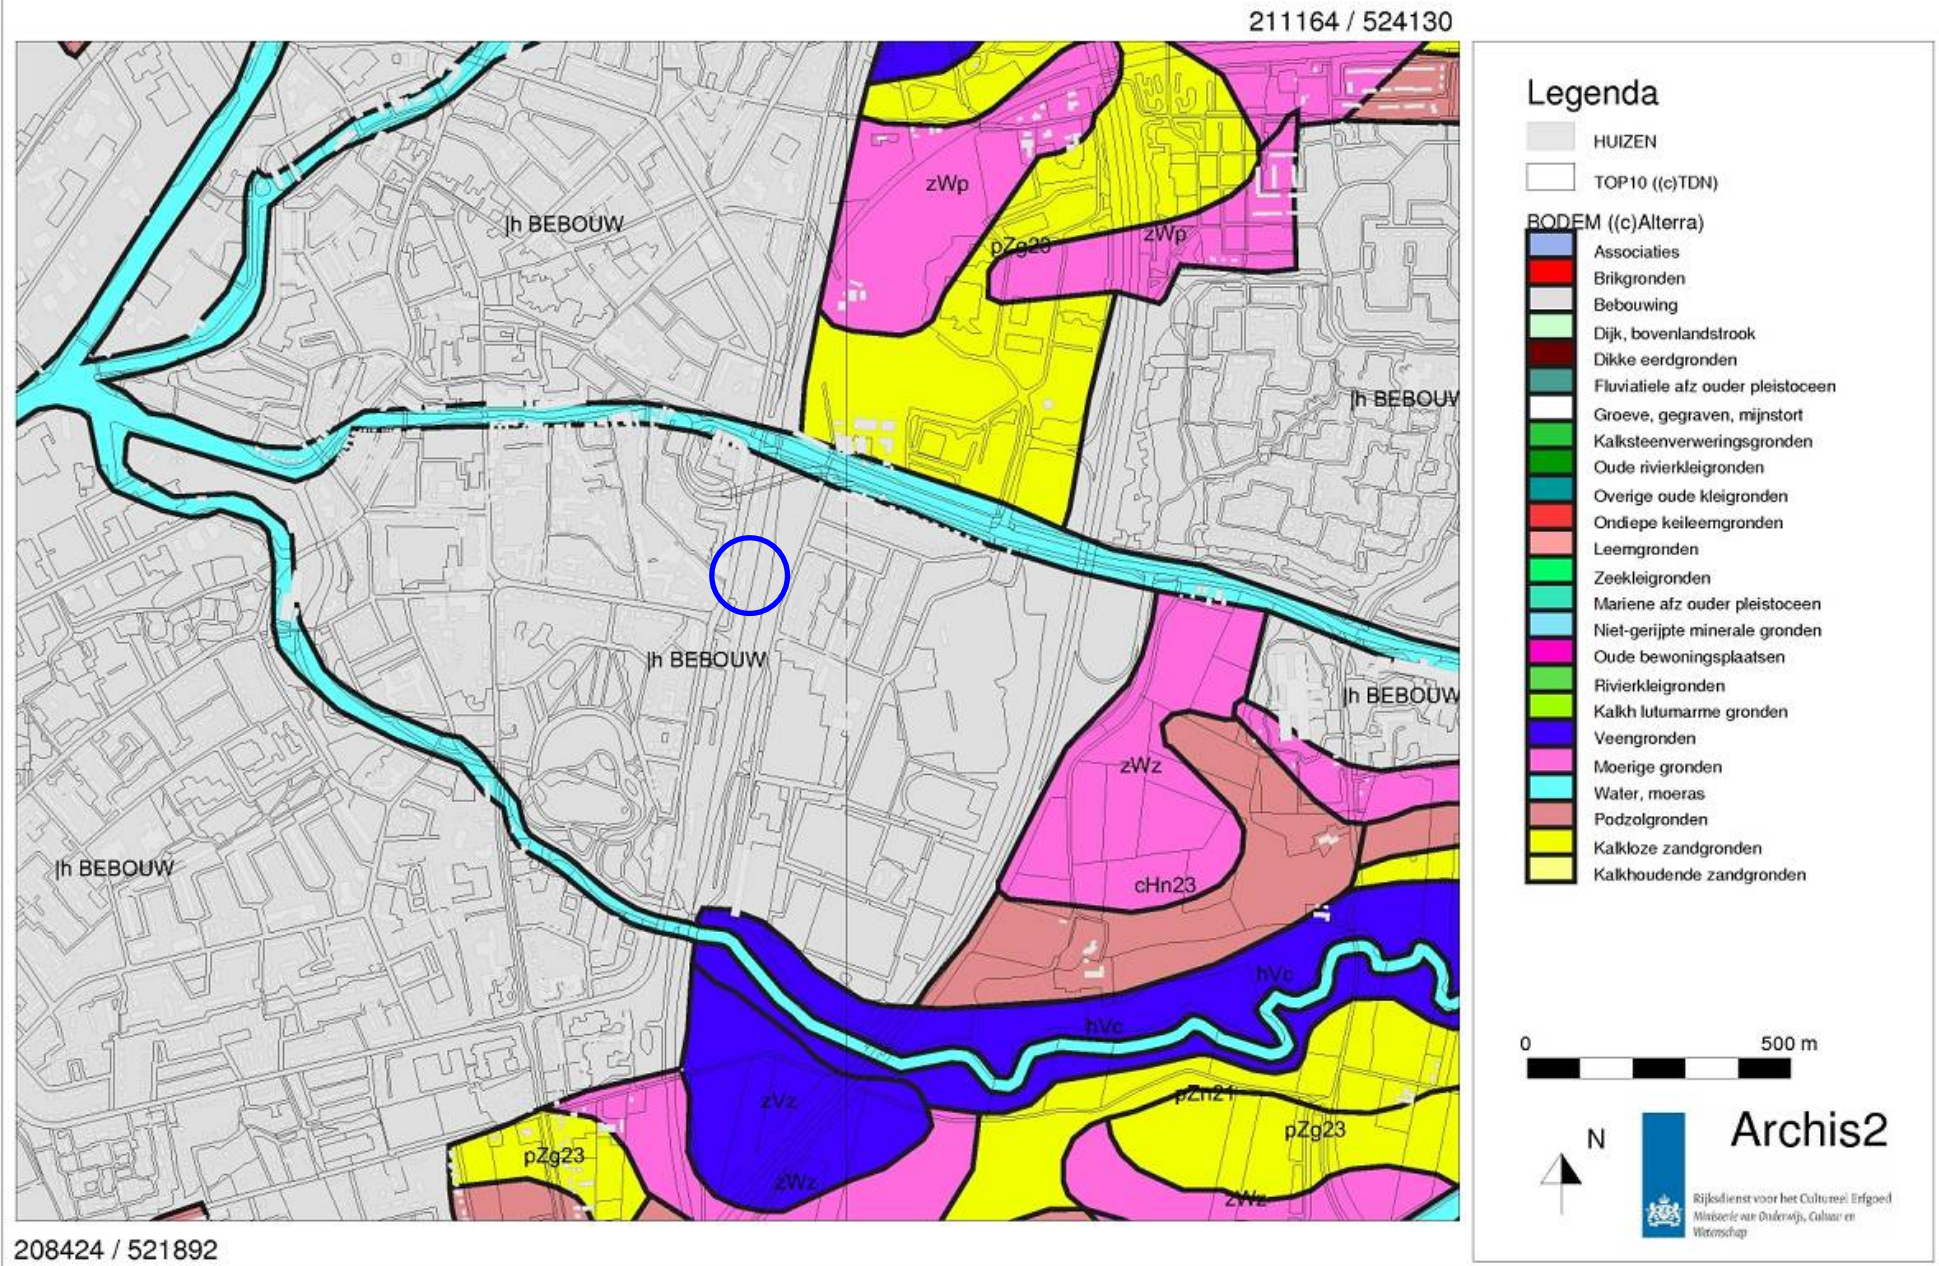 211164 / 524130
zWp
|h BEBOUW
zWp
pZg23
|h BEBOUW
|h BEBOUW
|h BEBOUW
zWz
|h BEBOUW
cHn23
hVc
hVc
pZn21
zVz
pZg23
pZg23
zWz
zWz
208424 / 521892
Legenda
HUIZEN
TOP10 ((c)TDN)
BODEM ((c)Alterra)
Associaties
Brikgronden
Bebouwing
Dijk, bovenlandstrook
Dikke eerdgronden
Fluviatiele afz ouder pleistoceen
Groeve, gegraven, mijnstort
Kalksteenverweringsgronden
Oude rivierkleigronden
Overige oude kleigronden
Ondiepe keileemgronden
Leemgronden
Zeekleigronden
Mariene afz ouder pleistoceen
Niet-gerijpte minerale gronden
Oude bewoningsplaatsen
Rivierkleigronden
Kalkh lutumarme gronden
Veengronden
Moerige gronden
Water, moeras
Podzolgronden
Kalkloze zandgronden
Kalkhoudende zandgronden
0 500 m
N
Archis2
Rijksdienst voor het Cultureel Erfgoed
Ministerie van Onderwijs, Cultuur en
Wetenschap